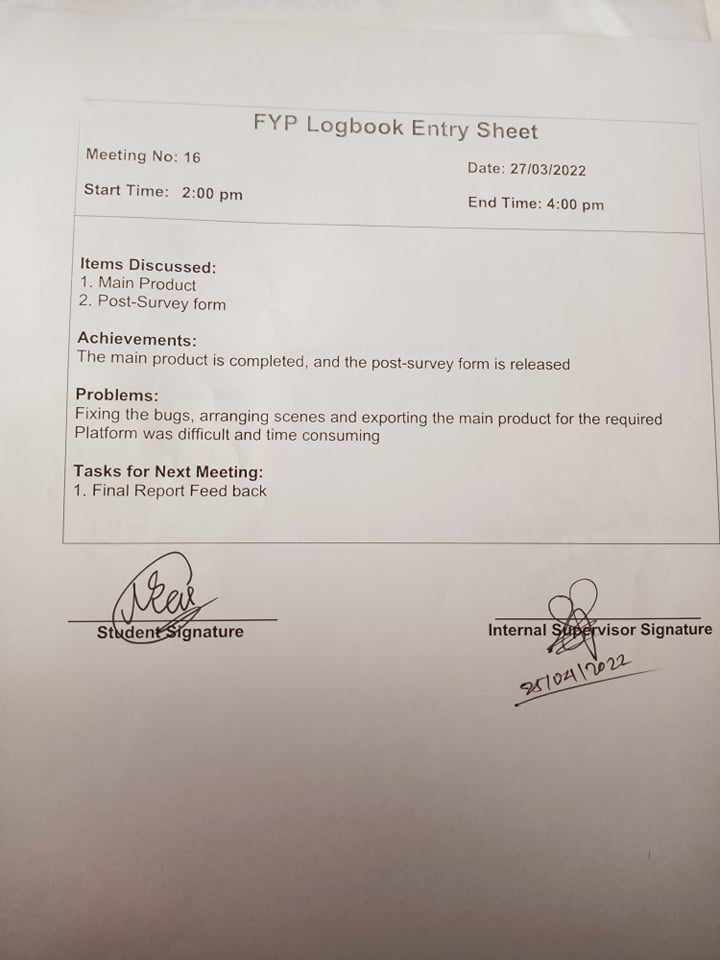 FYP Logbook Entry Sheet
Meeting No: 16
Date: 27/03/2022
Start Time: 2:00 pm
End Time: 4:00 pm
Items Discussed:
1. Main Product
2. Post-Survey form
Achievements:
The main product is completed, and the post-survey form is released
Problems:
Fixing the bugs, arranging scenes and exporting the main product for the required
Platform was difficult and time consuming
Tasks for Next Meeting:
1. Final Report Feed back
Student Signature
Internal Supervisor Signature
25/04/2022